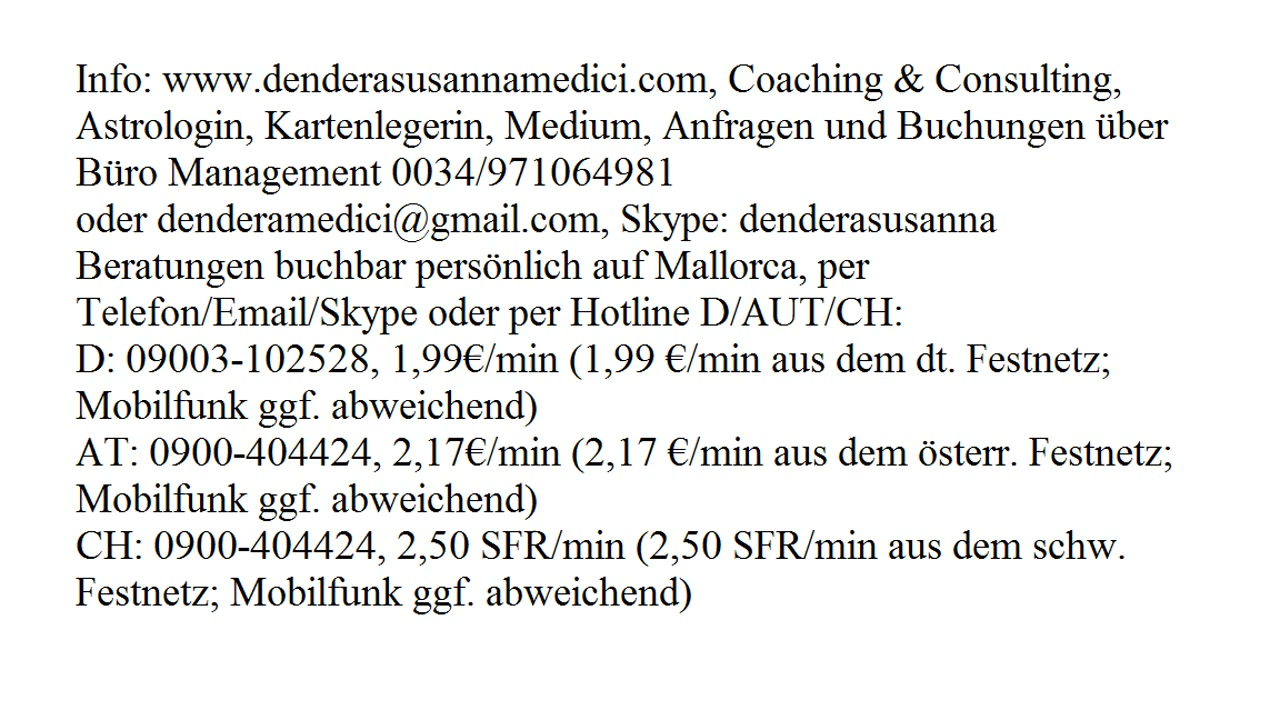 Info: www.denderasusannamedici.com, Coaching & Consulting,
Astrologin, Kartenlegerin, Medium, Anfragen und Buchungen über
Büro Management 0034/971064981
oder denderamedici@gmail.com, Skype: denderasusanna
Beratungen buchbar persönlich auf Mallorca, per
Telefon/Email/Skype oder per Hotline D/AUT/CH:
D: 09003-102528, 1,99€/min (1,99 €/min aus dem dt. Festnetz;
Mobilfunk ggf. abweichend)
AT: 0900-404424, 2,17€/min (2,17 €/min aus dem österr. Festnetz;
Mobilfunk ggf. abweichend)
CH: 0900-404424, 2,50 SFR/min (2,50 SFR/min aus dem schw.
Festnetz; Mobilfunk ggf. abweichend)